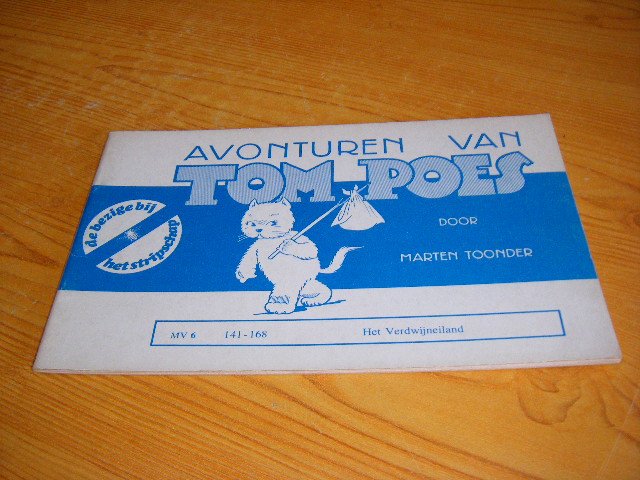 AVONTUREN VAN
TOM POES
DOOR
MARTEN TOONDER
de bezige bij
het stripschap
MV 6 141-168 Het Verdwijneiland